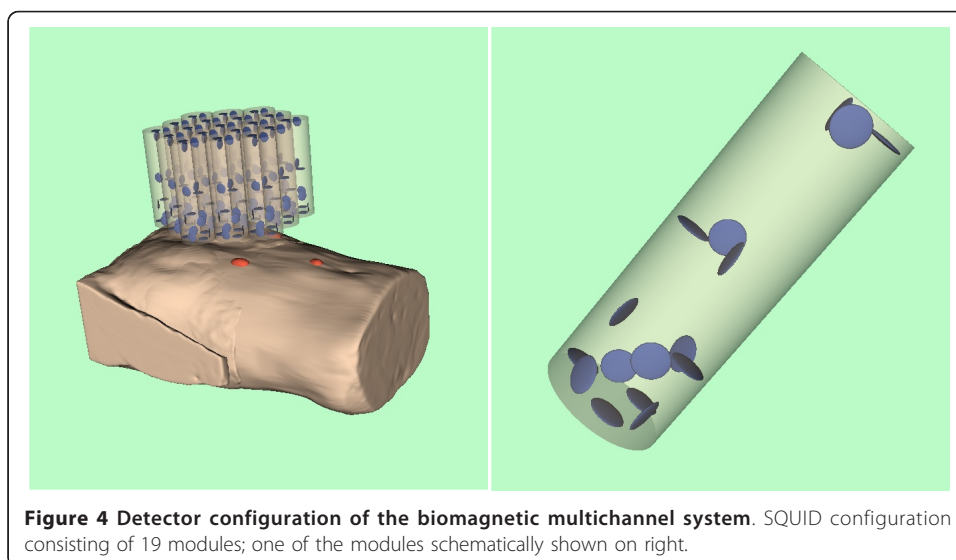 Figure 4 Detector configuration of the biomagnetic multichannel system. SQUID configuration
consisting of 19 modules; one of the modules schematically shown on right.